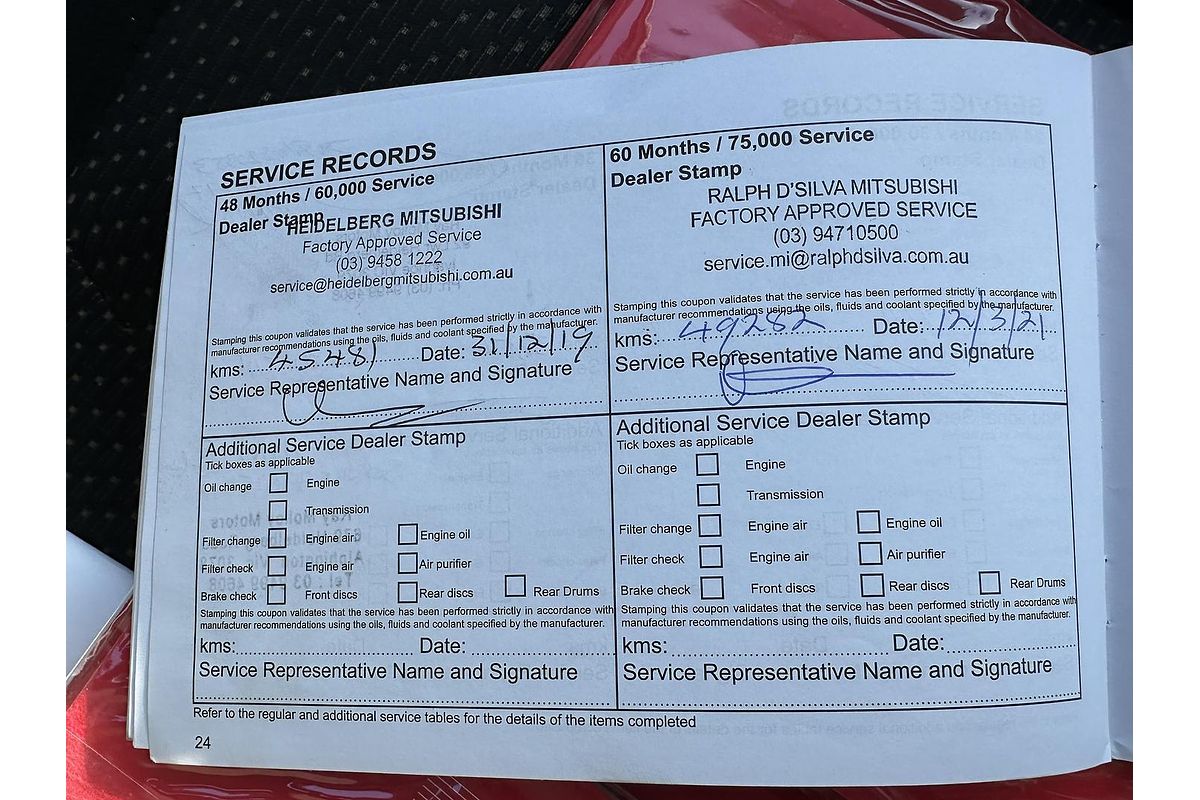 SERVICE RECORDS
48 Months / 60,000 Service
Dealer Stamp
HEIDELBERG MITSUBISHI
Factory Approved Service
(03) 9458 1222
service@heidelbergmitsubishi.com.au
Stamping this coupon validates that the service has been performed strictly in accordance with
manufacturer recommendations using the oils, fluids and coolant specified by the manufacturer.
kms: 45481 Date: 31/12/19
Service Representative Name and Signature
Additional Service Dealer Stamp
Tick boxes as applicable
Oil change Engine
Transmission
Filter change Engine air Engine oil
Filter check Engine air Air purifier
Brake check Front discs Rear discs Rear Drums
Stamping this coupon validates that the service has been performed strictly in accordance with
manufacturer recommendations using the oils, fluids and coolant specified by the manufacturer.
kms: Date:
Service Representative Name and Signature
60 Months / 75,000 Service
Dealer Stamp
RALPH D'SILVA MITSUBISHI
FACTORY APPROVED SERVICE
(03) 94710500
service.mi@ralphdsilva.com.au
Stamping this coupon validates that the service has been performed strictly in accordance with
manufacturer recommendations using the oils, fluids and coolant specified by the manufacturer.
kms: 49282 Date: 12/3/21
Service Representative Name and Signature
Additional Service Dealer Stamp
Tick boxes as applicable
Oil change Engine
Transmission
Filter change Engine air Engine oil
Filter check Engine air Air purifier
Brake check Front discs Rear discs Rear Drums
Stamping this coupon validates that the service has been performed strictly in accordance with
manufacturer recommendations using the oils, fluids and coolant specified by the manufacturer.
kms: Date:
Service Representative Name and Signature
Refer to the regular and additional service tables for the details of the items completed
24